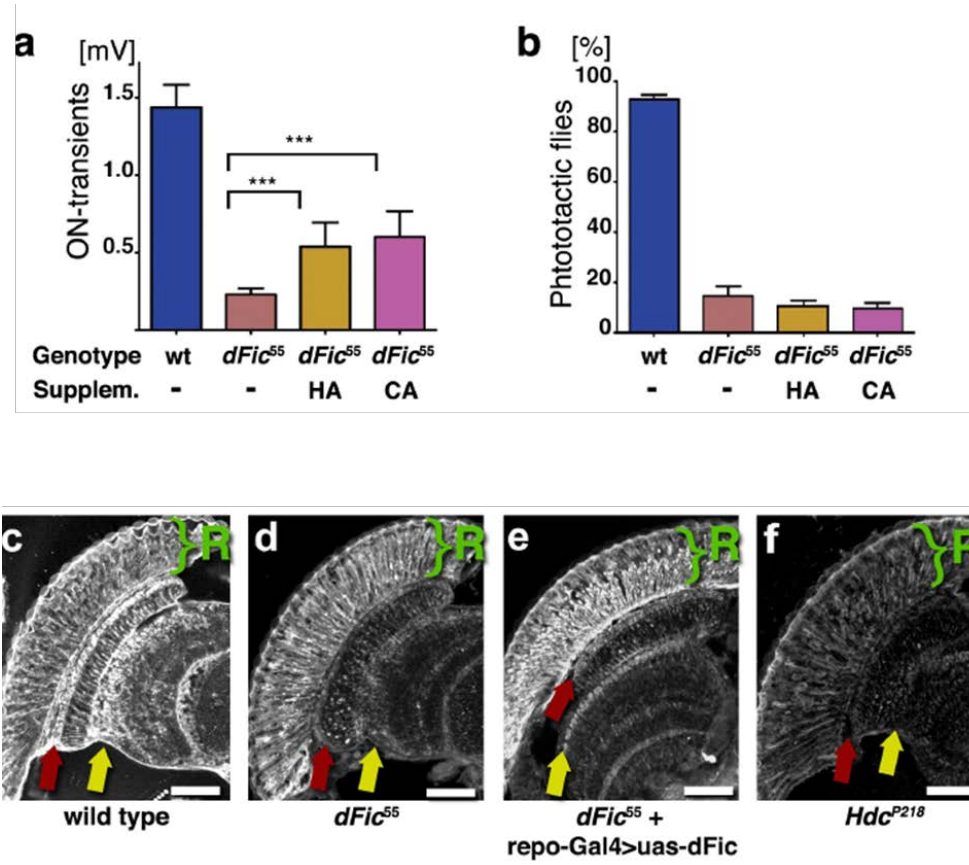 a [mV] b [%]
ON-transients
1.5
1.0
0.5
***
***
Genotype wt dFic⁵⁵ dFic⁵⁵ dFic⁵⁵
Supplem. - - HA CA
Phtototactic flies
100
80
60
40
20
0
wt dFic⁵⁵ dFic⁵⁵ dFic⁵⁵
- - HA CA
c R d R e R f R
wild type dFic⁵⁵ dFic⁵⁵ + Hdcᴾ²¹⁸
repo-Gal4>uas-dFic